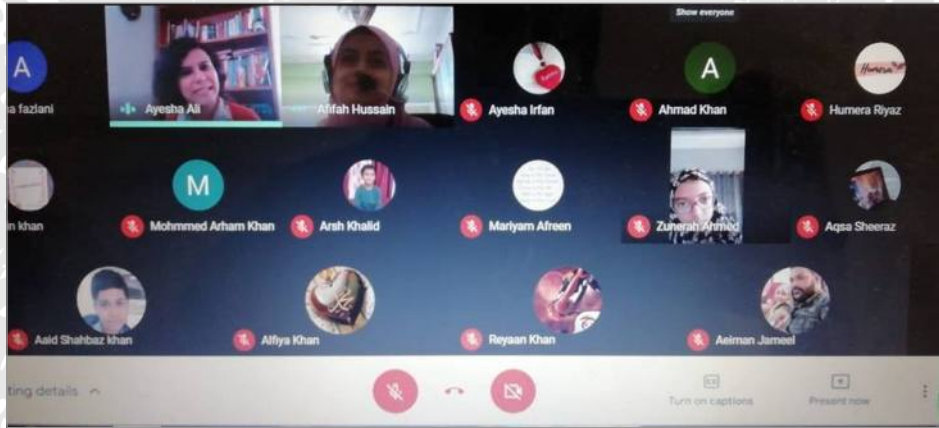 Show everyone
A
a fazlani
Ayesha Ali
Afifah Hussain
Ayesha Irfan
A
Ahmad Khan
Humera
Humera Riyaz
n khan
M
Mohmmed Arham Khan
Arsh Khalid
Mariyam Afreen
Zunerah Ahmed
Aqsa Sheeraz
Aaid Shahbaz khan
Alfiya Khan
Reyaan Khan
Aeiman Jameel
ting details
CC
Turn on captions
Present now